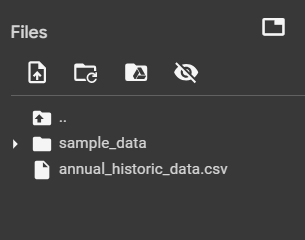 Files
..
sample_data
annual_historic_data.csv